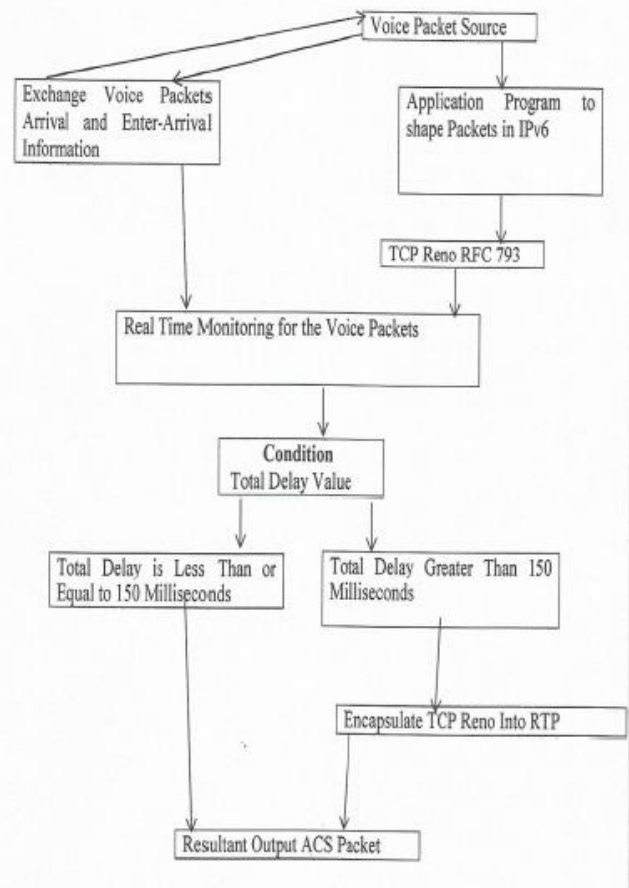 Voice Packet Source
Exchange Voice Packets
Arrival and Enter-Arrival
Information
Application Program to
shape Packets in IPv6
TCP Reno RFC 793
Real Time Monitoring for the Voice Packets
Condition
Total Delay Value
Total Delay is Less Than or
Equal to 150 Milliseconds
Total Delay Greater Than 150
Milliseconds
Encapsulate TCP Reno Into RTP
Resultant Output ACS Packet